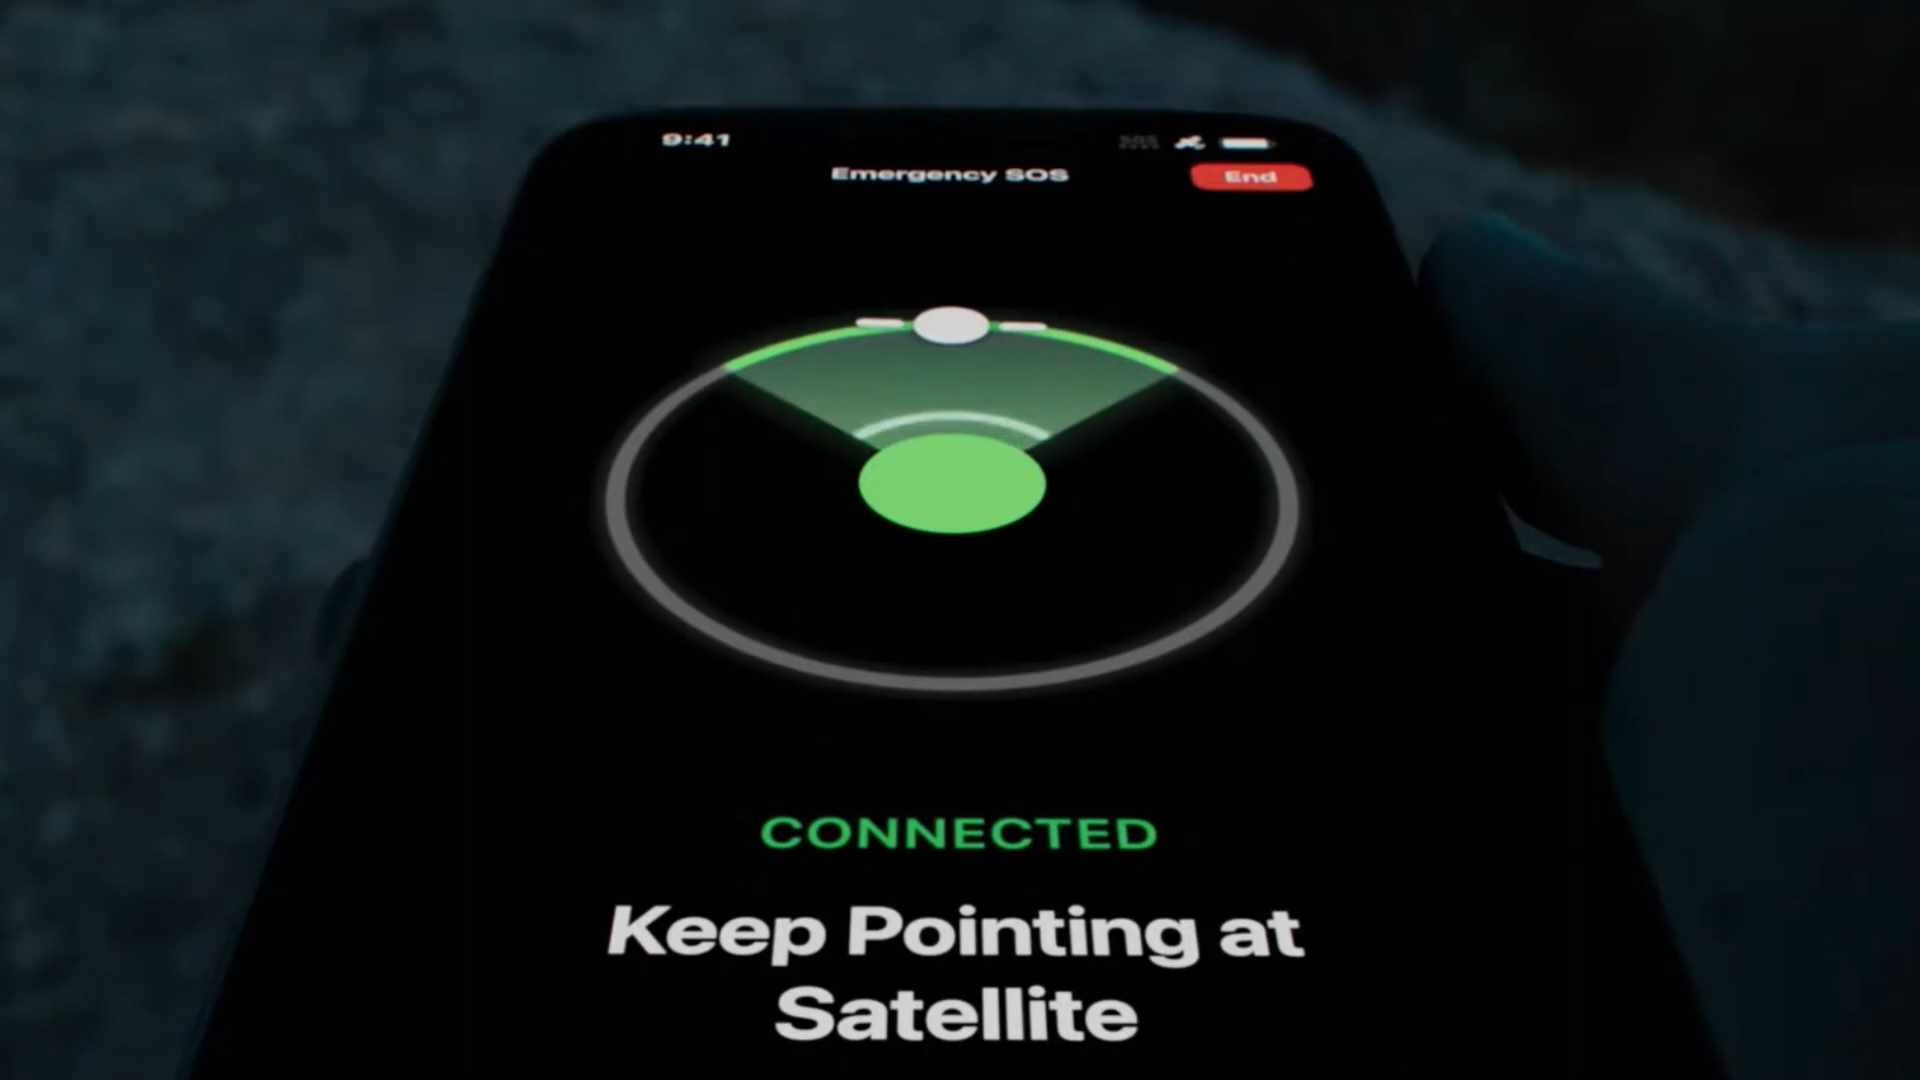 9:41
Emergency SOS
End
CONNECTED
Keep Pointing at
Satellite